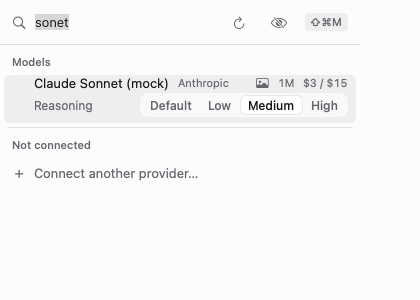 sonet ⇧⌘M
Models
Claude Sonnet (mock) Anthropic 1M $3 / $15
Reasoning Default Low Medium High
Not connected
+ Connect another provider...